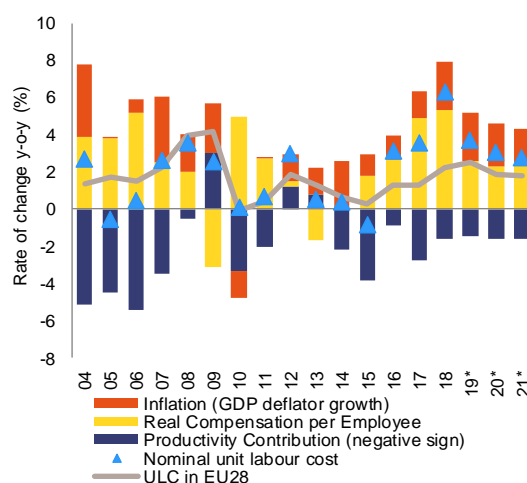 10
8
6
4
2
0
-2
-4
-6
-8
Rate of change y-o-y (%)
04 05 06 07 08 09 10 11 12 13 14 15 16 17 18 19* 20* 21*
Inflation (GDP deflator growth)
Real Compensation per Employee
Productivity Contribution (negative sign)
Nominal unit labour cost
ULC in EU28